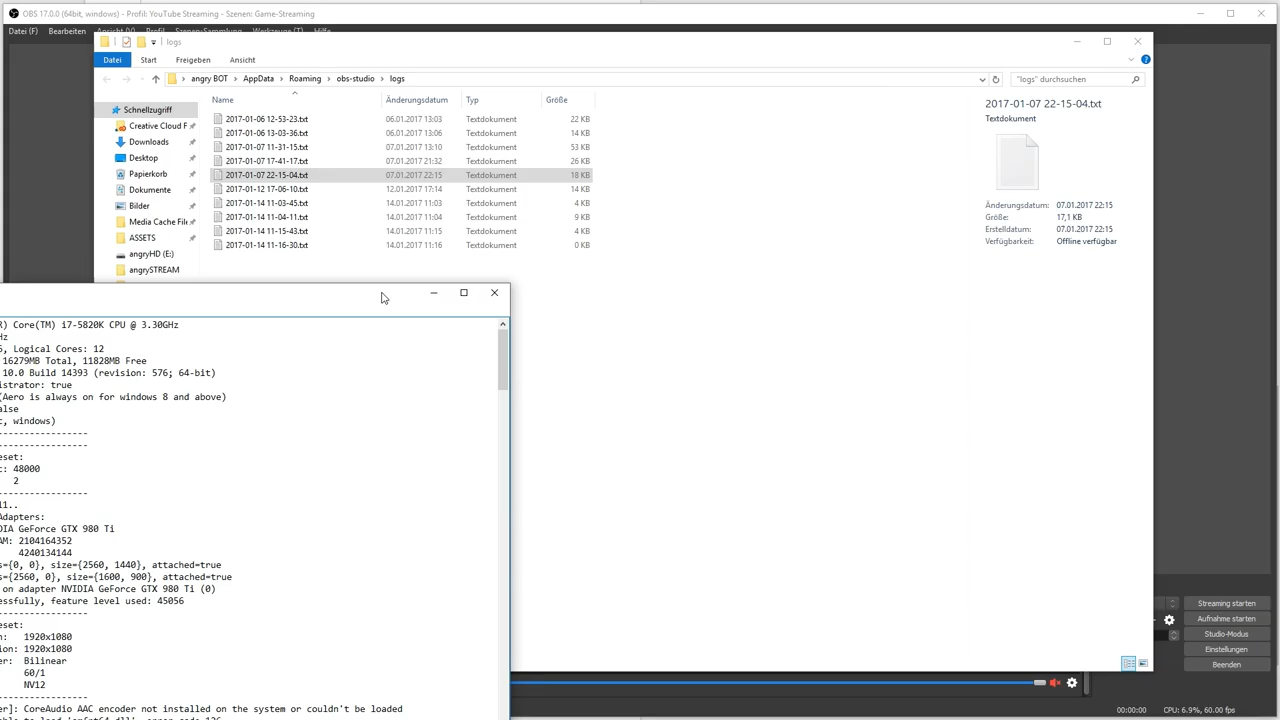 OBS 17.0.0 (64bit, windows) - Profil: YouTube Streaming - Szenen: Game-Streaming
Datei (F) Bearbeiten Ansicht (V) Profil Szenen-Sammlung Werkzeuge (T) Hilfe
logs
Datei Start Freigeben Ansicht
angry BOT > AppData > Roaming > obs-studio > logs
"logs" durchsuchen
Name Änderungsdatum Typ Größe
2017-01-06 12-53-23.txt 06.01.2017 13:03 Textdokument 22 KB
2017-01-06 13-03-36.txt 06.01.2017 13:06 Textdokument 14 KB
2017-01-07 11-31-15.txt 07.01.2017 13:10 Textdokument 53 KB
2017-01-07 17-41-17.txt 07.01.2017 21:32 Textdokument 26 KB
2017-01-07 22-15-04.txt 07.01.2017 22:15 Textdokument 18 KB
2017-01-12 17-06-10.txt 12.01.2017 17:14 Textdokument 14 KB
2017-01-14 11-03-45.txt 14.01.2017 11:03 Textdokument 4 KB
2017-01-14 11-04-11.txt 14.01.2017 11:04 Textdokument 9 KB
2017-01-14 11-15-43.txt 14.01.2017 11:15 Textdokument 4 KB
2017-01-14 11-16-30.txt 14.01.2017 11:16 Textdokument 0 KB
Schnellzugriff
Creative Cloud F
Downloads
Desktop
Papierkorb
Dokumente
Bilder
Media Cache File
ASSETS
angryHD (E:)
angrySTREAM
2017-01-07 22-15-04.txt
Textdokument
Änderungsdatum: 07.01.2017 22:15
Größe: 17,1 KB
Erstelldatum: 07.01.2017 22:15
Verfügbarkeit: Offline verfügbar
R) Core(TM) i7-5820K CPU @ 3.30GHz
Hz
6, Logical Cores: 12
16279MB Total, 11828MB Free
10.0 Build 14393 (revision: 576; 64-bit)
istrator: true
(Aero is always on for windows 8 and above)
alse
t, windows)
-----------------
-----------------
eset:
c: 48000
2
-----------------
11..
Adapters:
DIA GeForce GTX 980 Ti
AM: 2104164352
4240134144
s={0, 0}, size={2560, 1440}, attached=true
s={2560, 0}, size={1600, 900}, attached=true
on adapter NVIDIA GeForce GTX 980 Ti (0)
essfully, feature level used: 45056
-----------------
eset:
n: 1920x1080
ion: 1920x1080
er: Bilinear
60/1
NV12
-----------------
er]: CoreAudio AAC encoder not installed on the system or couldn't be loaded
Streaming starten
Aufnahme starten
Studio-Modus
Einstellungen
Beenden
00:00:00 CPU: 6.9%, 60.00 fps